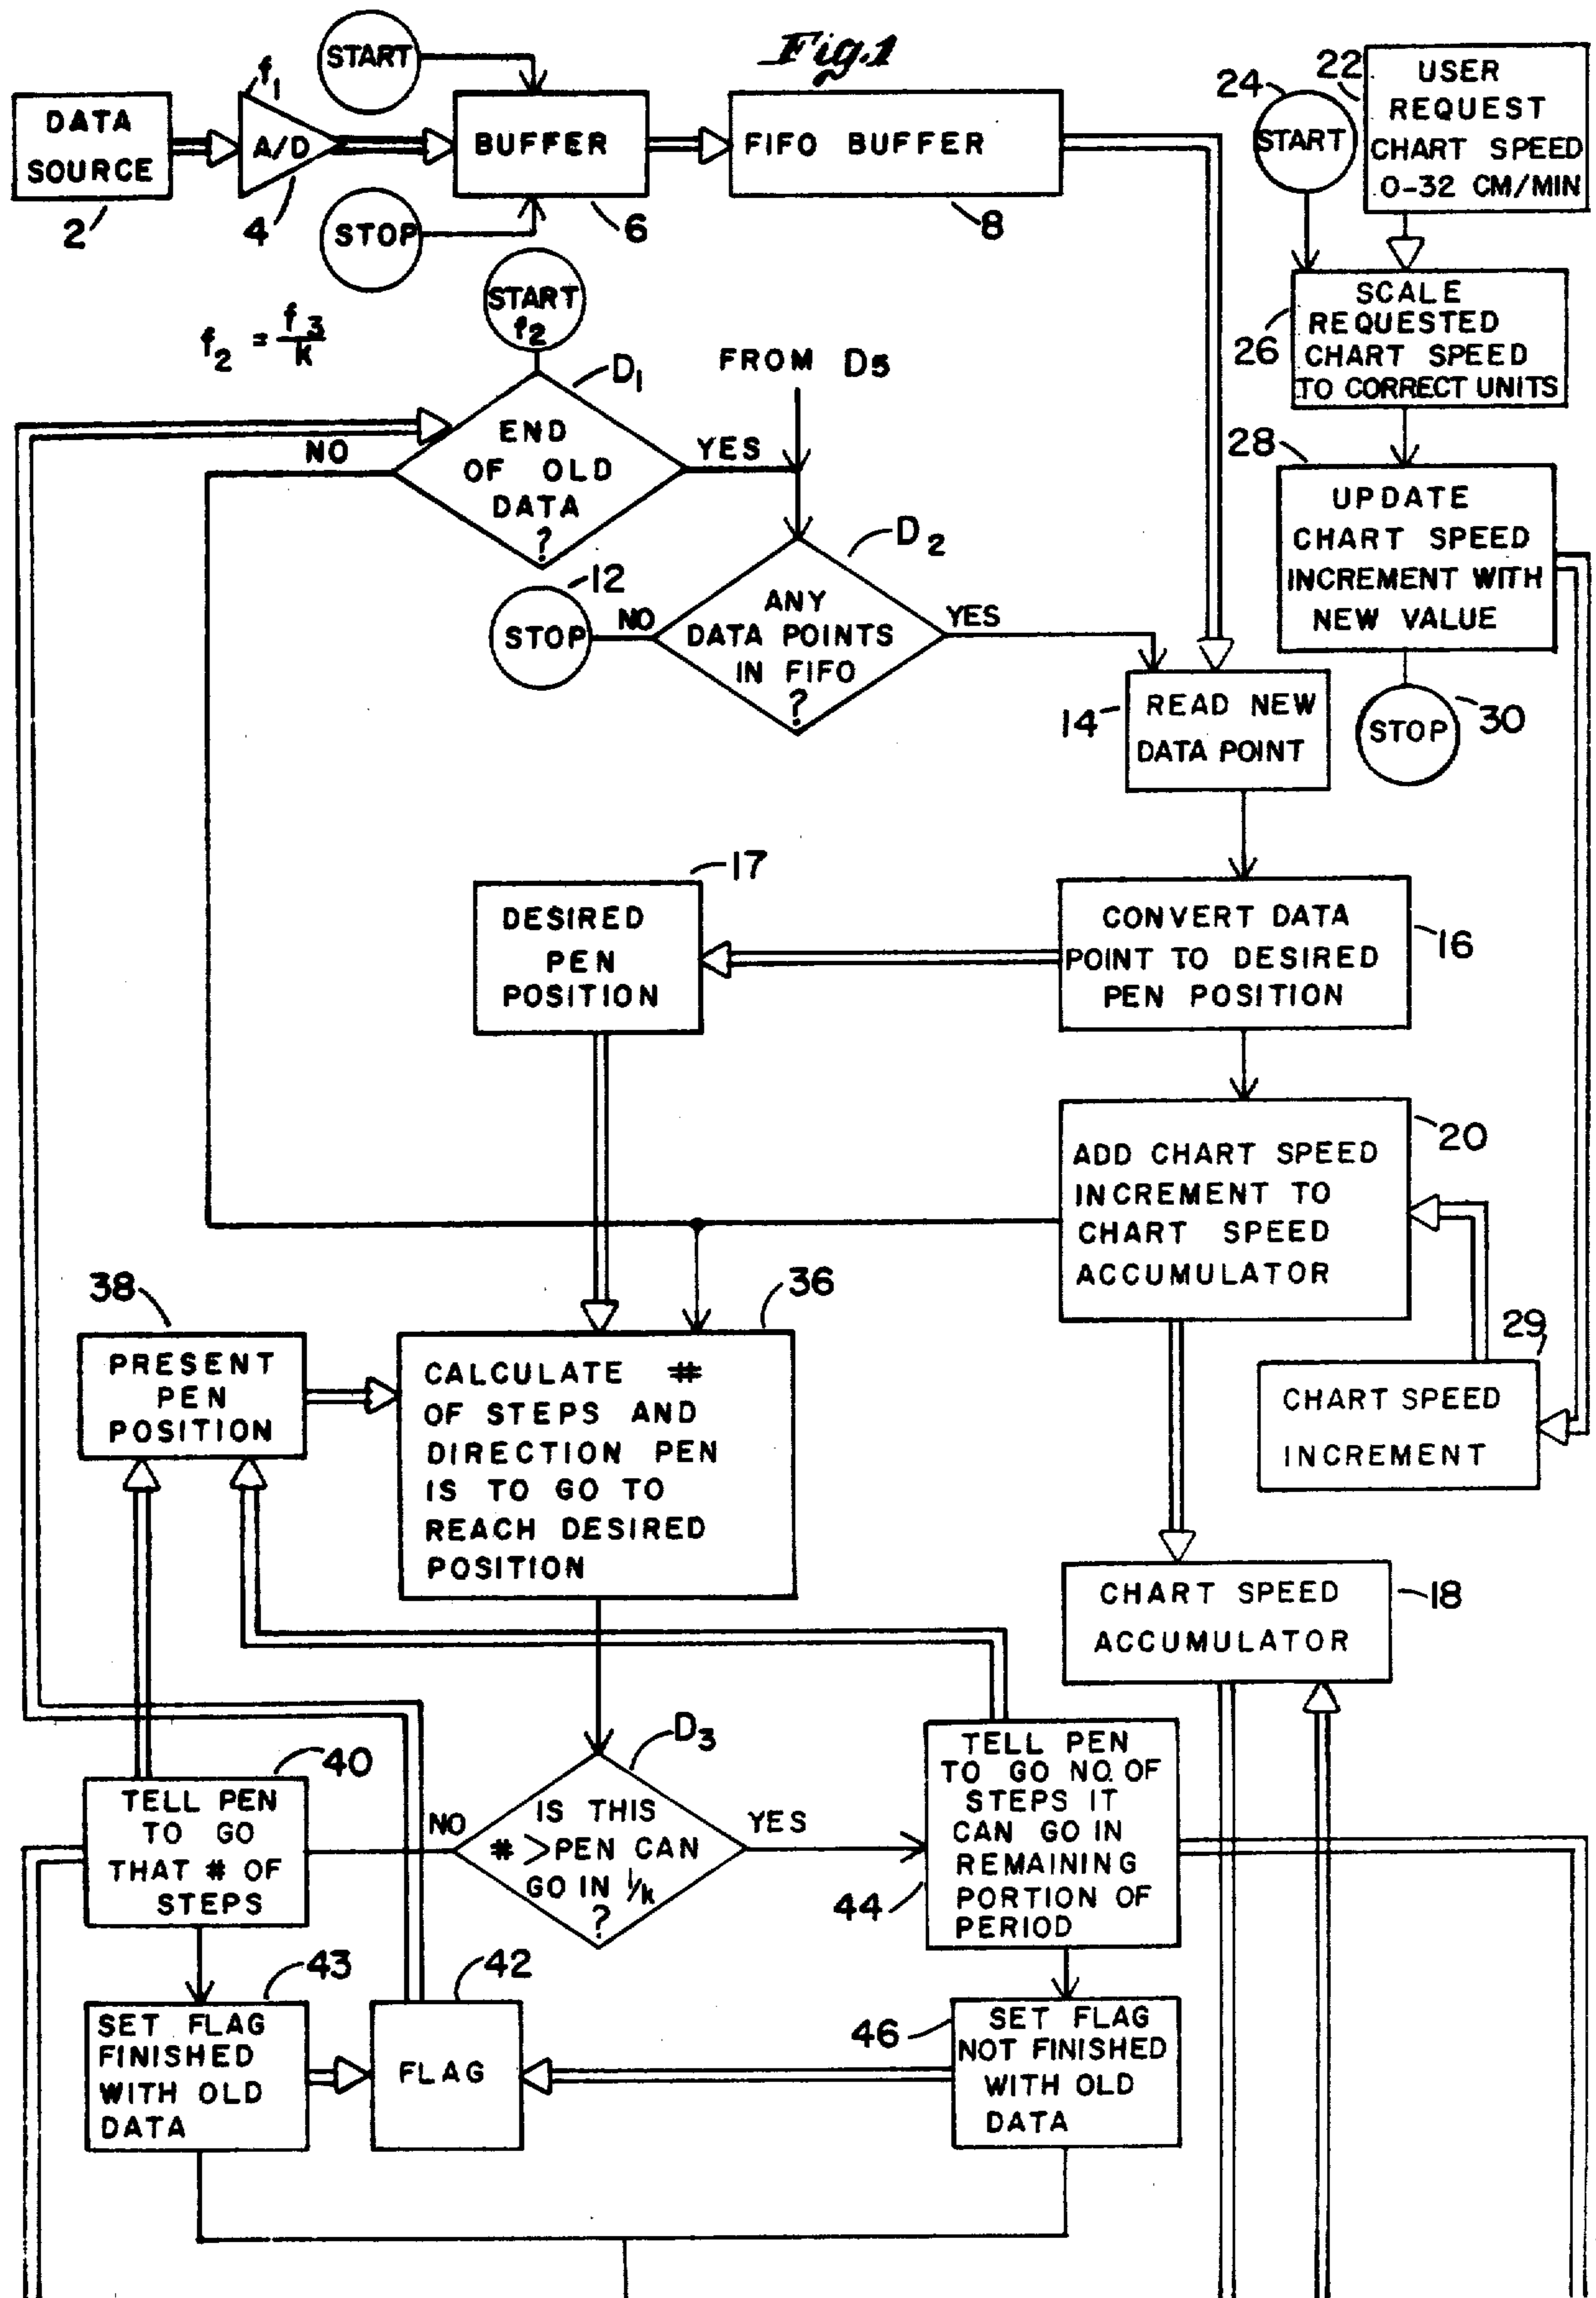 Fig.1
START
f1
DATA
SOURCE
2
A/D
4
BUFFER
6
STOP
FIFO BUFFER
8
24
START
22
USER
REQUEST
CHART SPEED
0-32 CM/MIN
26
SCALE
REQUESTED
CHART SPEED
TO CORRECT UNITS
28
UPDATE
CHART SPEED
INCREMENT WITH
NEW VALUE
STOP
30
f2 = f3/k
START
f2
D1
END
OF OLD
DATA
?
NO
YES
FROM D5
D2
ANY
DATA POINTS
IN FIFO
?
12
STOP
NO
YES
14
READ NEW
DATA POINT
17
DESIRED
PEN
POSITION
CONVERT DATA
POINT TO DESIRED
PEN POSITION
16
ADD CHART SPEED
INCREMENT TO
CHART SPEED
ACCUMULATOR
20
29
CHART SPEED
INCREMENT
38
PRESENT
PEN
POSITION
36
CALCULATE #
OF STEPS AND
DIRECTION PEN
IS TO GO TO
REACH DESIRED
POSITION
CHART SPEED
ACCUMULATOR
18
40
TELL PEN
TO GO
THAT # OF
STEPS
D3
NO
IS THIS
# >PEN CAN
GO IN 1/k
?
YES
TELL PEN
TO GO NO. OF
STEPS IT
CAN GO IN
REMAINING
PORTION OF
PERIOD
44
43
SET FLAG
FINISHED
WITH OLD
DATA
42
FLAG
46
SET FLAG
NOT FINISHED
WITH OLD
DATA